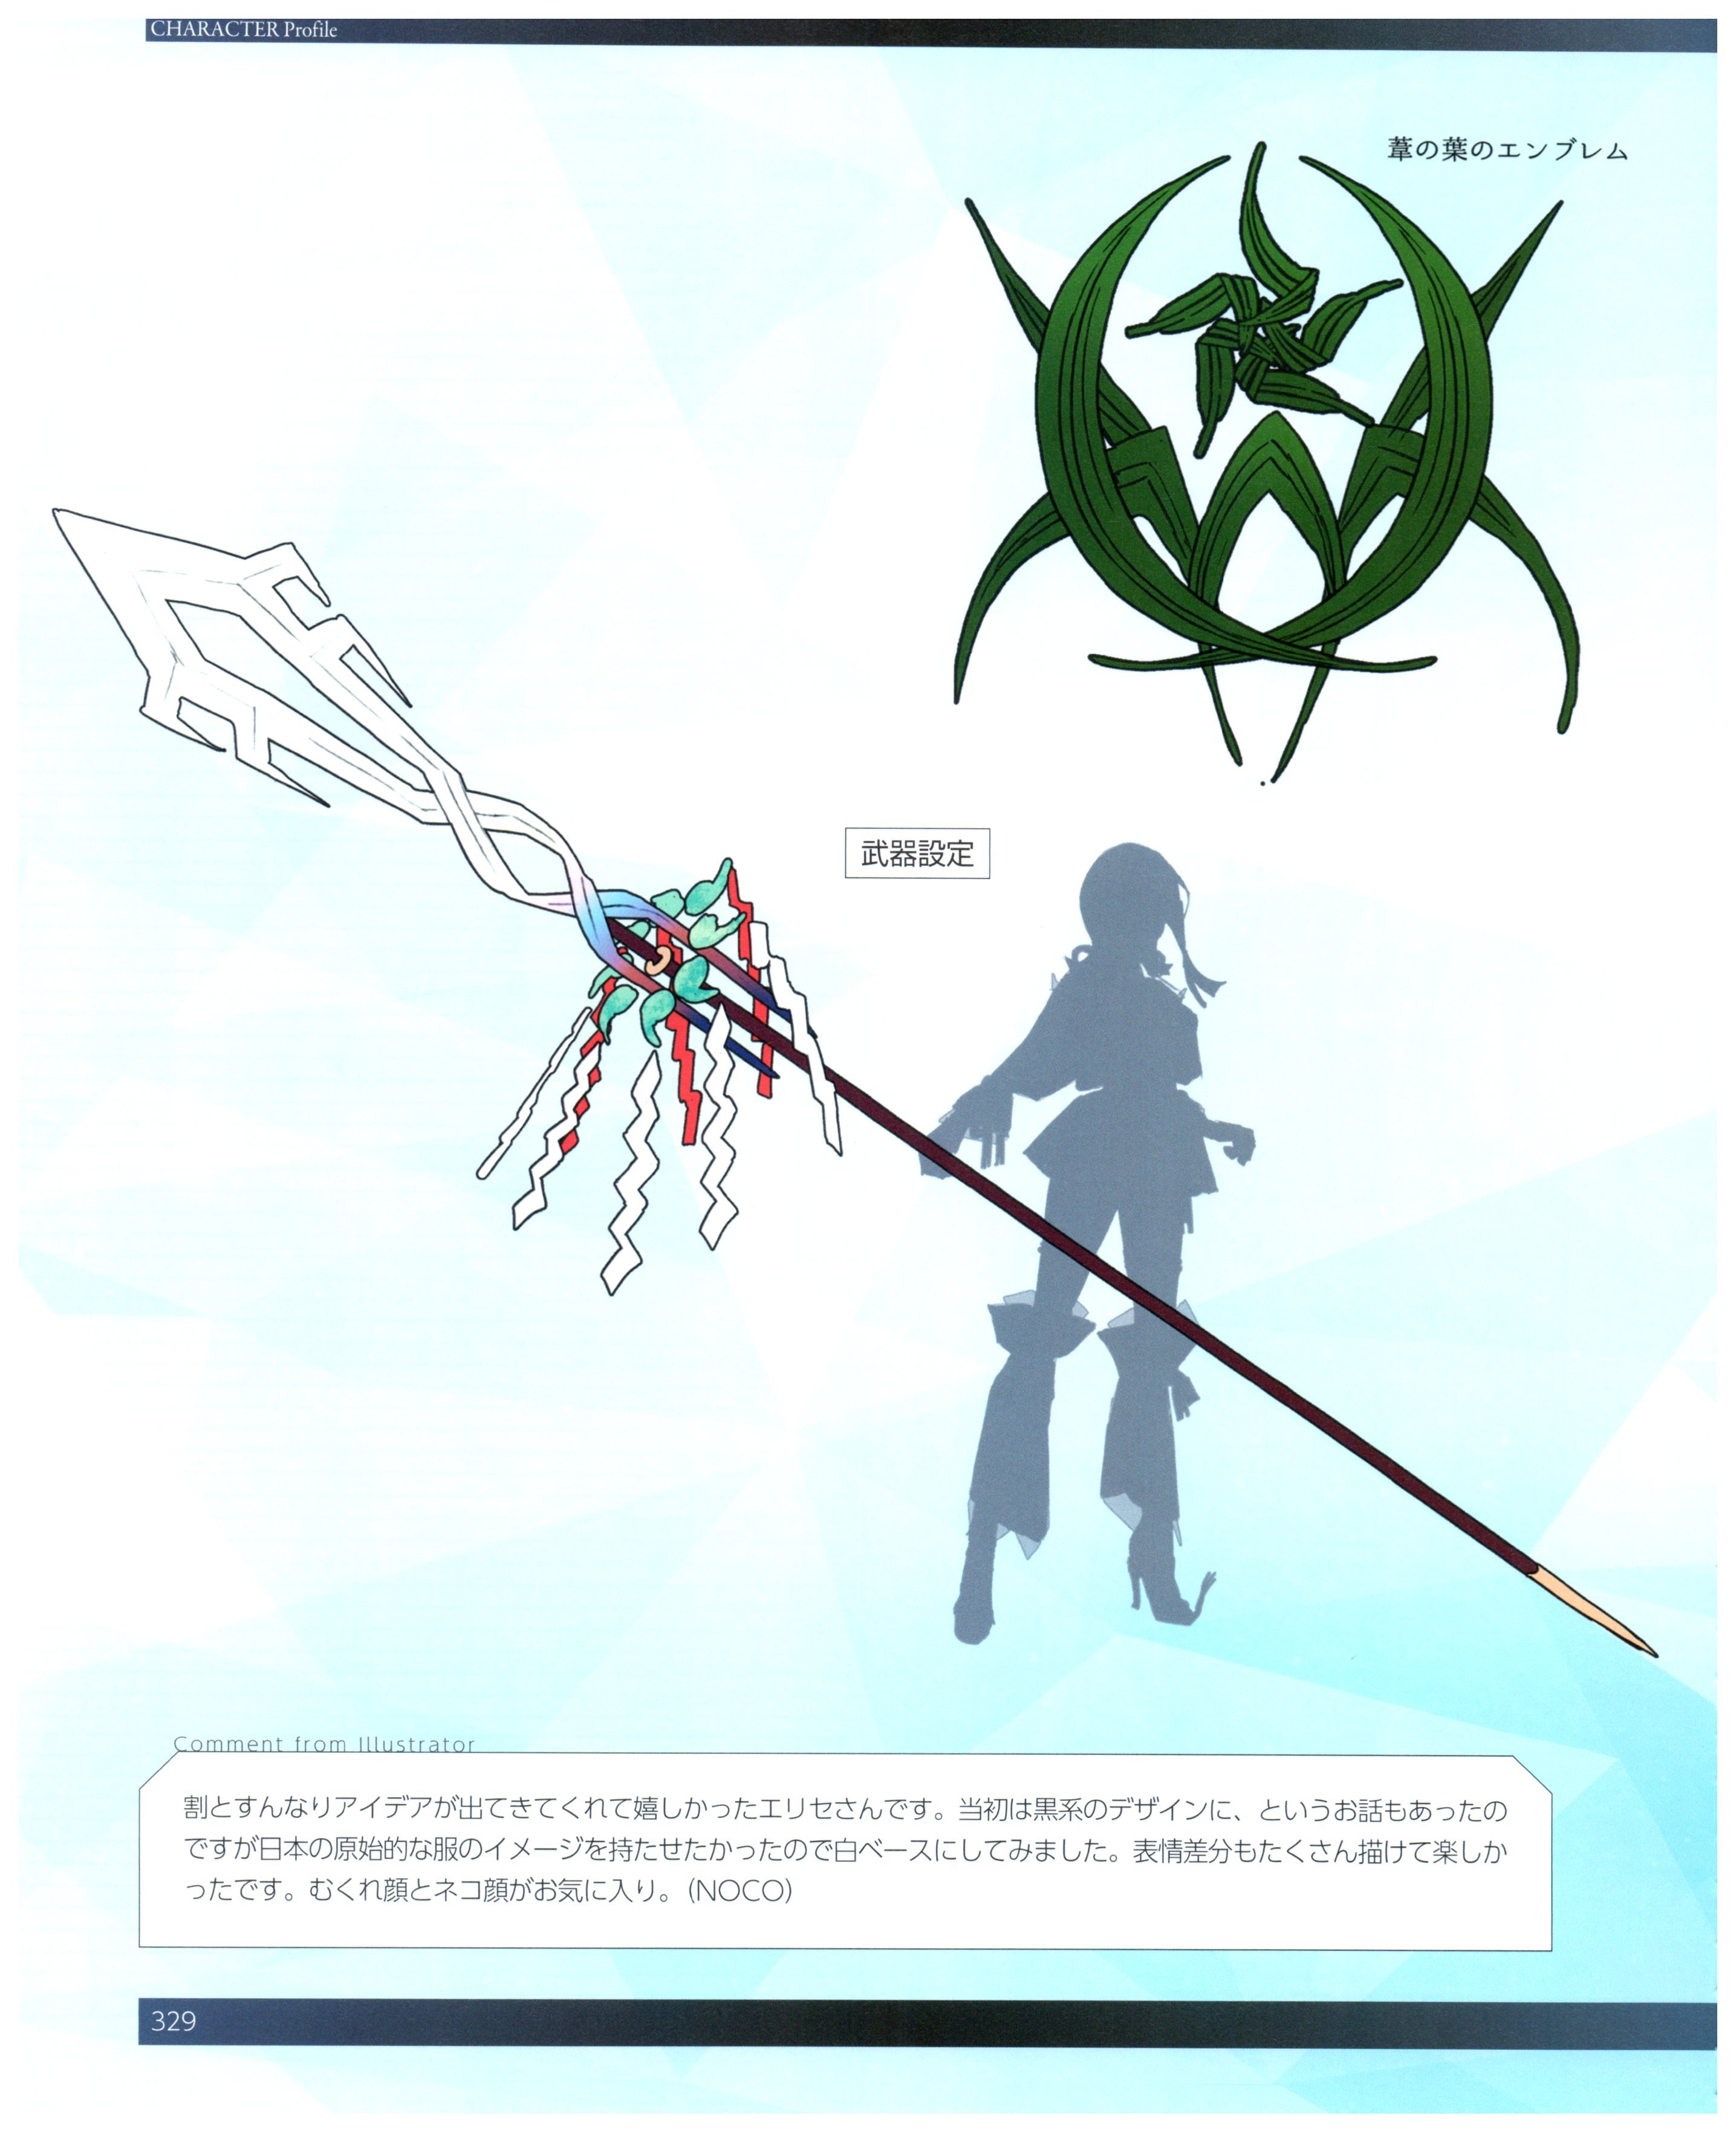 CHARACTER Profile
葦の葉のエンブレム
武器設定
Comment from Illustrator
割とすんなりアイデアが出てきてくれて嬉しかったエリセさんです。当初は黒系のデザインに、というお話もあったの
ですが日本の原始的な服のイメージを持たせたかったので白ベースにしてみました。表情差分もたくさん描けて楽しか
ったです。むくれ顔とネコ顔がお気に入り。(NOCO)
329